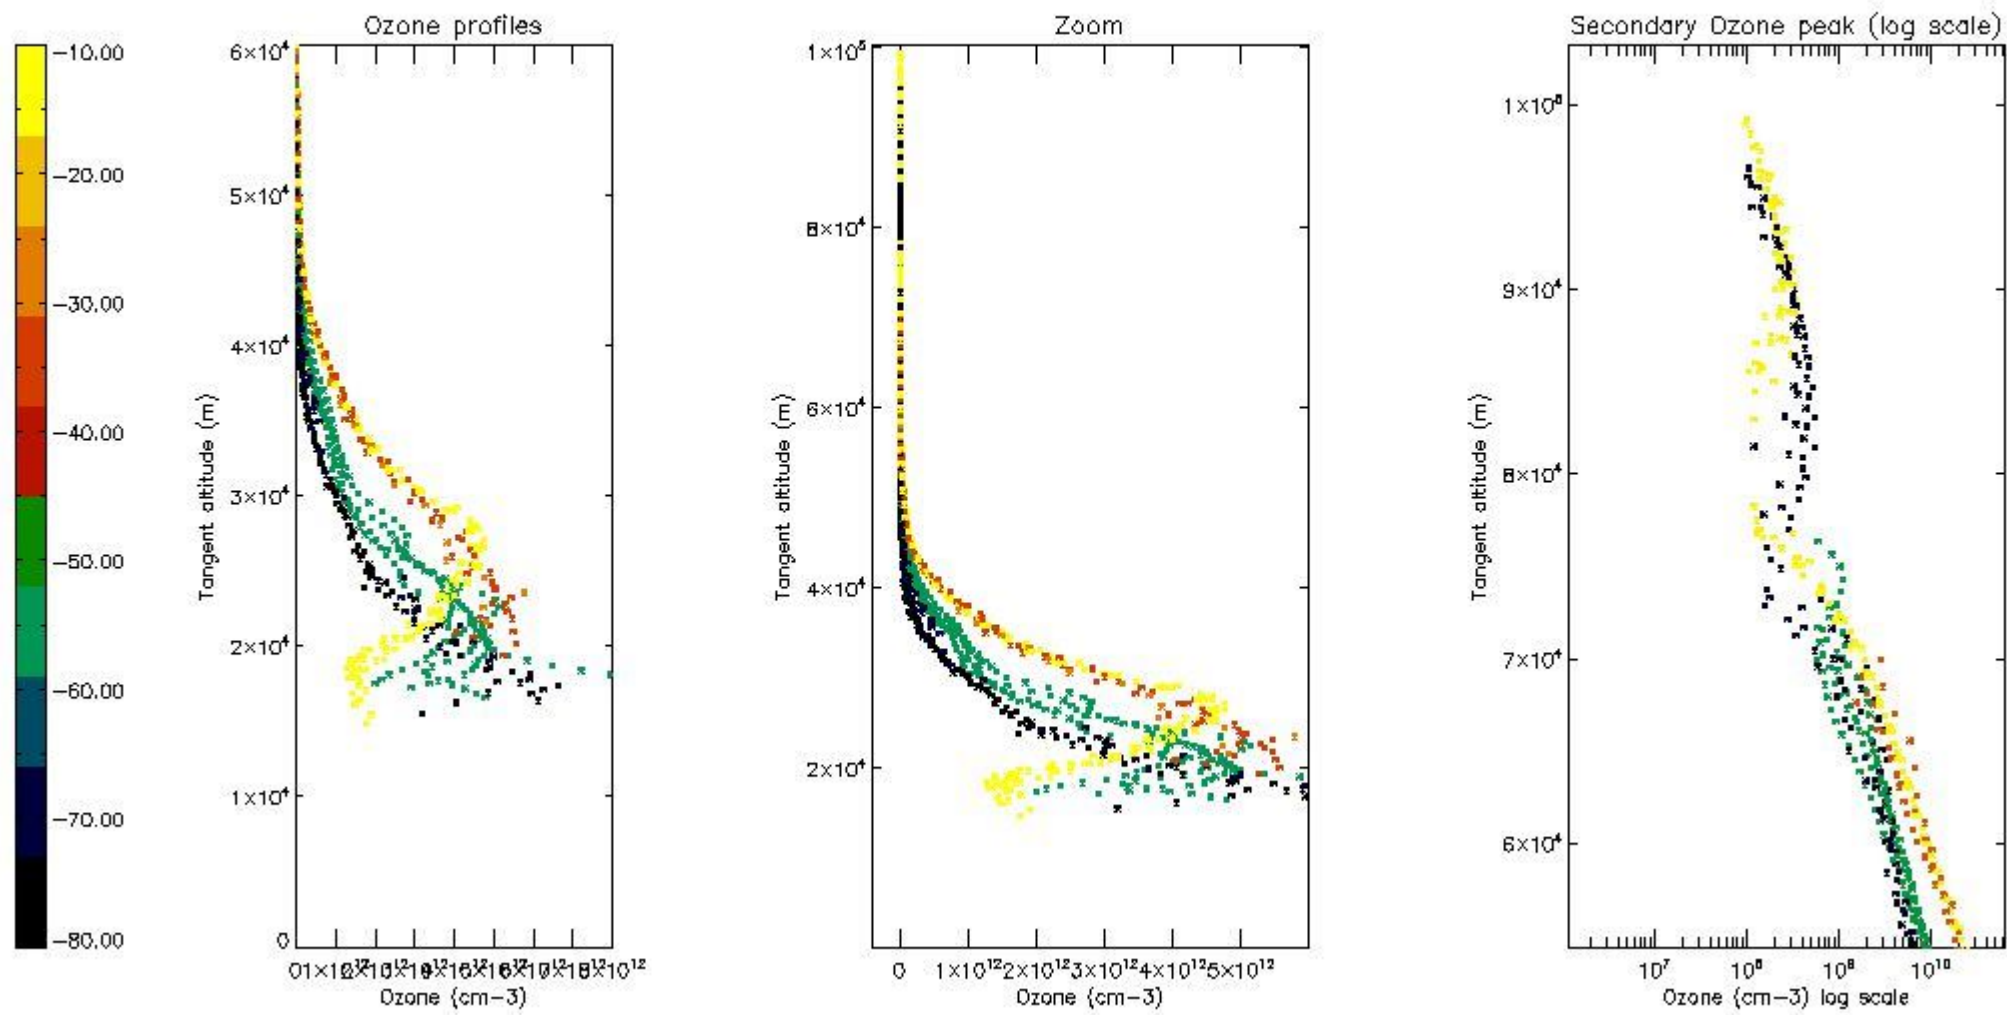 Ozone profiles
Zoom
Secondary Ozone peak (log scale)
-10.00
-20.00
-30.00
-40.00
-50.00
-60.00
-70.00
-80.00
6×10⁴
5×10⁴
4×10⁴
3×10⁴
2×10⁴
1×10⁴
0
Tangent altitude (m)
Ozone (cm-3)
1×10⁵
8×10⁴
6×10⁴
4×10⁴
2×10⁴
Tangent altitude (m)
0 1×10¹² 2×10¹² 3×10¹² 4×10¹² 5×10¹²
Ozone (cm-3)
9×10⁴
8×10⁴
7×10⁴
6×10⁴
Tangent altitude (m)
10⁷ 10⁹ 10¹⁰
Ozone (cm-3) log scale